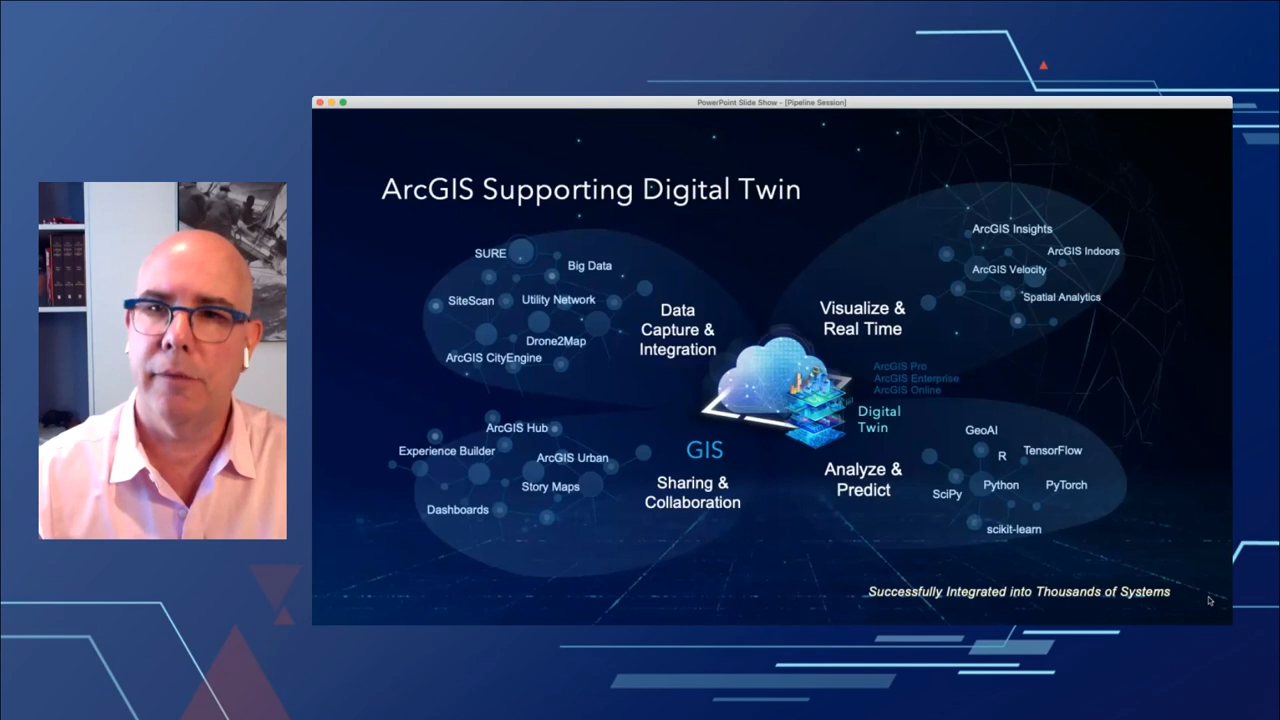 PowerPoint Slide Show - [Pipeline Session]
ArcGIS Supporting Digital Twin
SURE
Big Data
SiteScan
Utility Network
Drone2Map
ArcGIS CityEngine
Data
Capture &
Integration
ArcGIS Insights
ArcGIS Indoors
ArcGIS Velocity
Spatial Analytics
Visualize &
Real Time
ArcGIS Pro
ArcGIS Enterprise
ArcGIS Online
Digital
Twin
ArcGIS Hub
Experience Builder
ArcGIS Urban
Story Maps
Dashboards
GIS
Sharing &
Collaboration
Analyze &
Predict
GeoAI
R
TensorFlow
SciPy
Python
PyTorch
scikit-learn
Successfully Integrated into Thousands of Systems